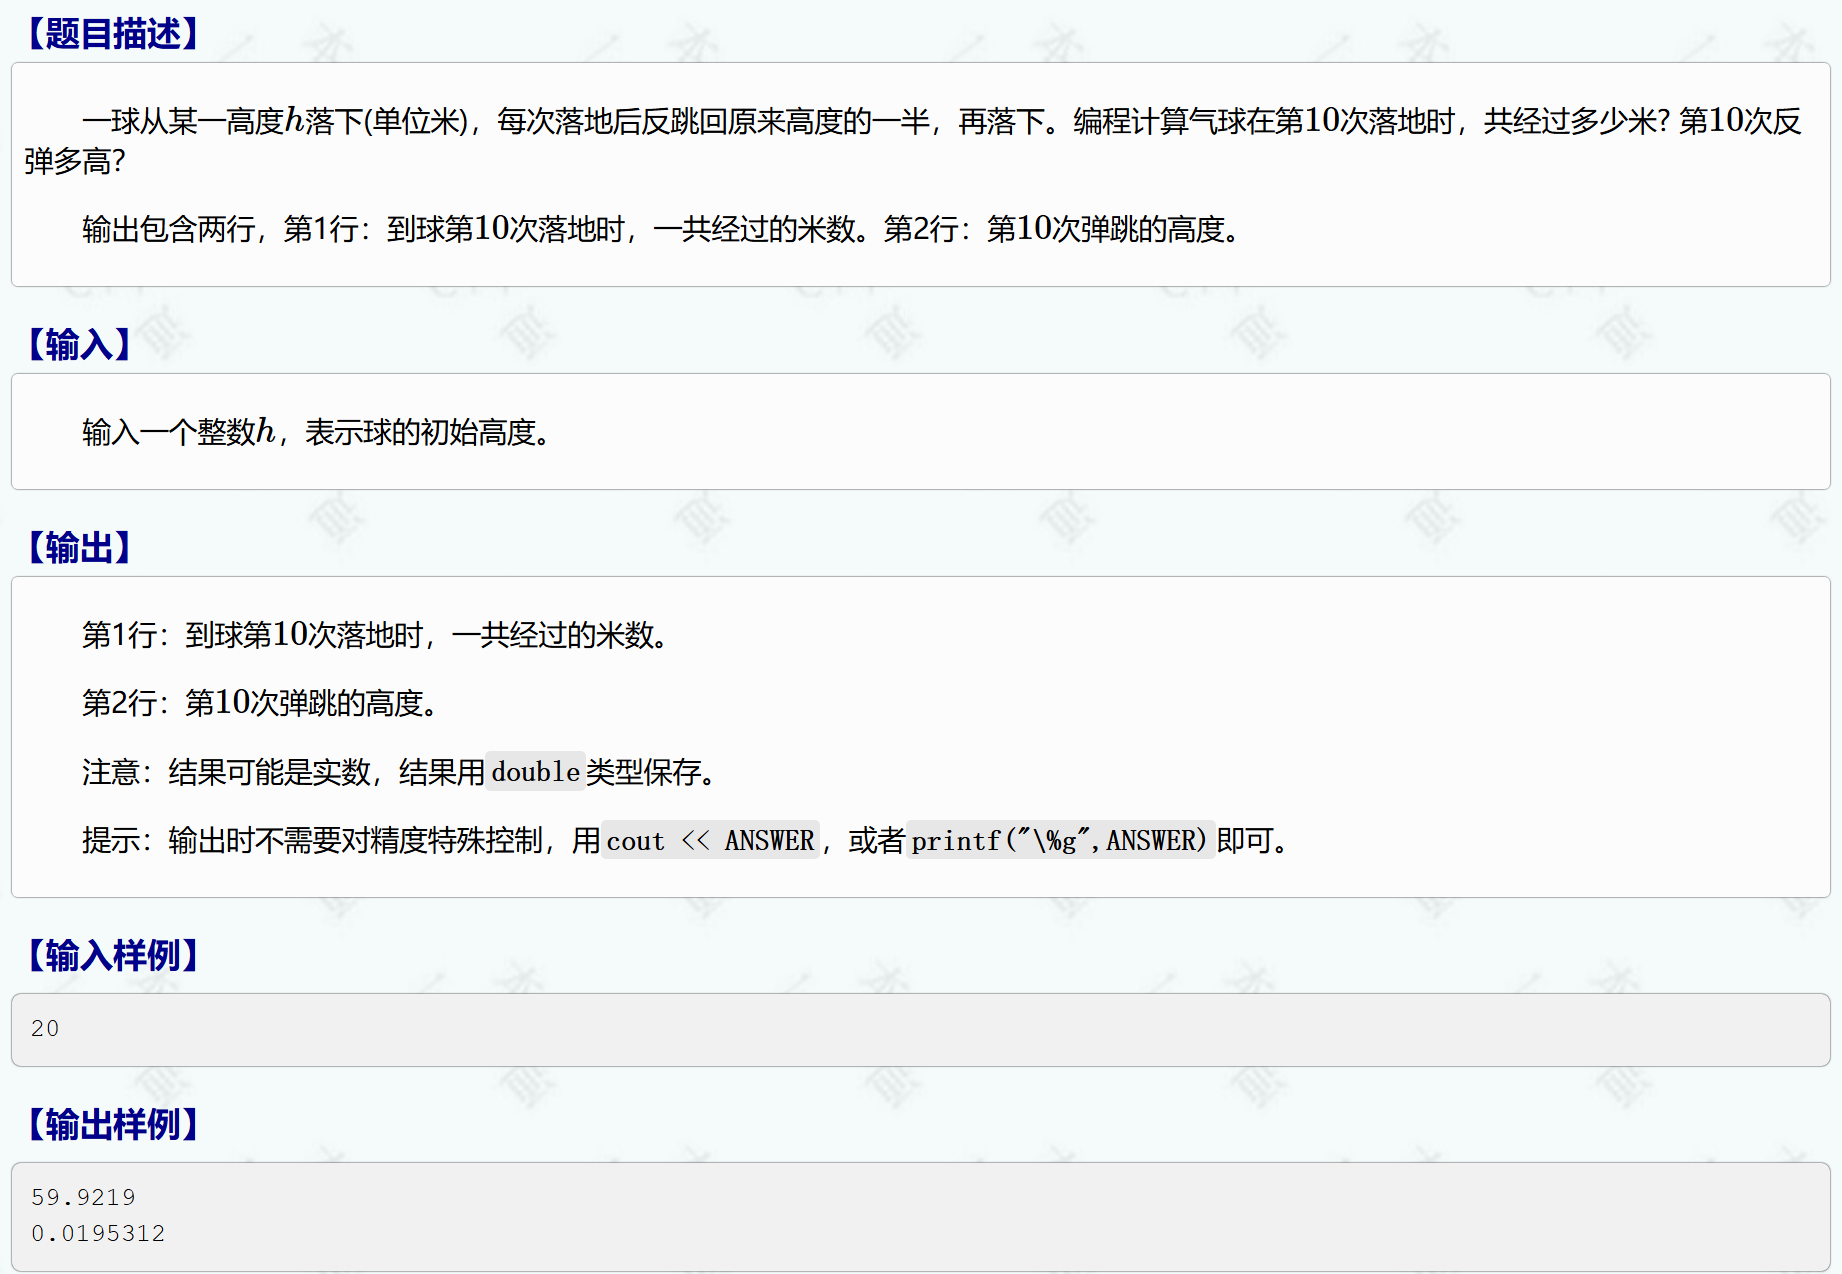 【题目描述】
一球从某一高度h落下(单位米)，每次落地后反跳回原来高度的一半，再落下。编程计算气球在第10次落地时，共经过多少米? 第10次反
弹多高?
输出包含两行，第1行：到球第10次落地时，一共经过的米数。第2行：第10次弹跳的高度。
【输入】
输入一个整数h，表示球的初始高度。
【输出】
第1行：到球第10次落地时，一共经过的米数。
第2行：第10次弹跳的高度。
注意：结果可能是实数，结果用double类型保存。
提示：输出时不需要对精度特殊控制，用cout << ANSWER，或者printf("\%g",ANSWER)即可。
【输入样例】
20
【输出样例】
59.9219
0.0195312